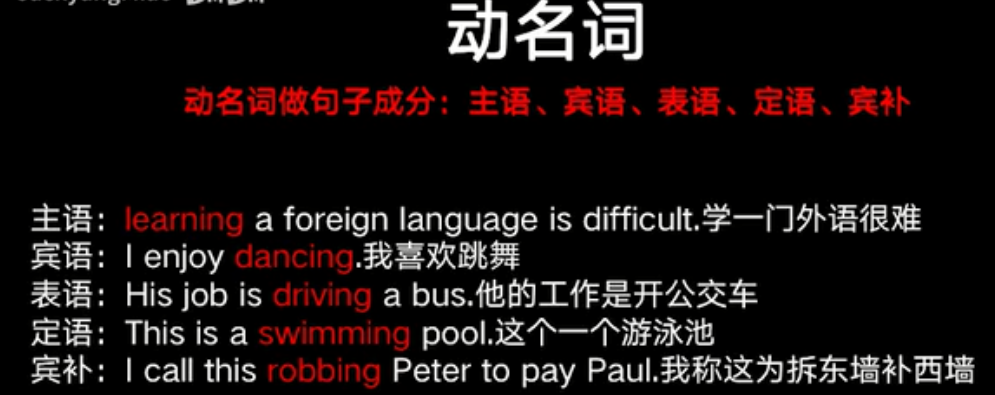 动名词
动名词做句子成分：主语、宾语、表语、定语、宾补
主语：learning a foreign language is difficult.学一门外语很难
宾语：I enjoy dancing.我喜欢跳舞
表语：His job is driving a bus.他的工作是开公交车
定语：This is a swimming pool.这个一个游泳池
宾补：I call this robbing Peter to pay Paul.我称这为拆东墙补西墙